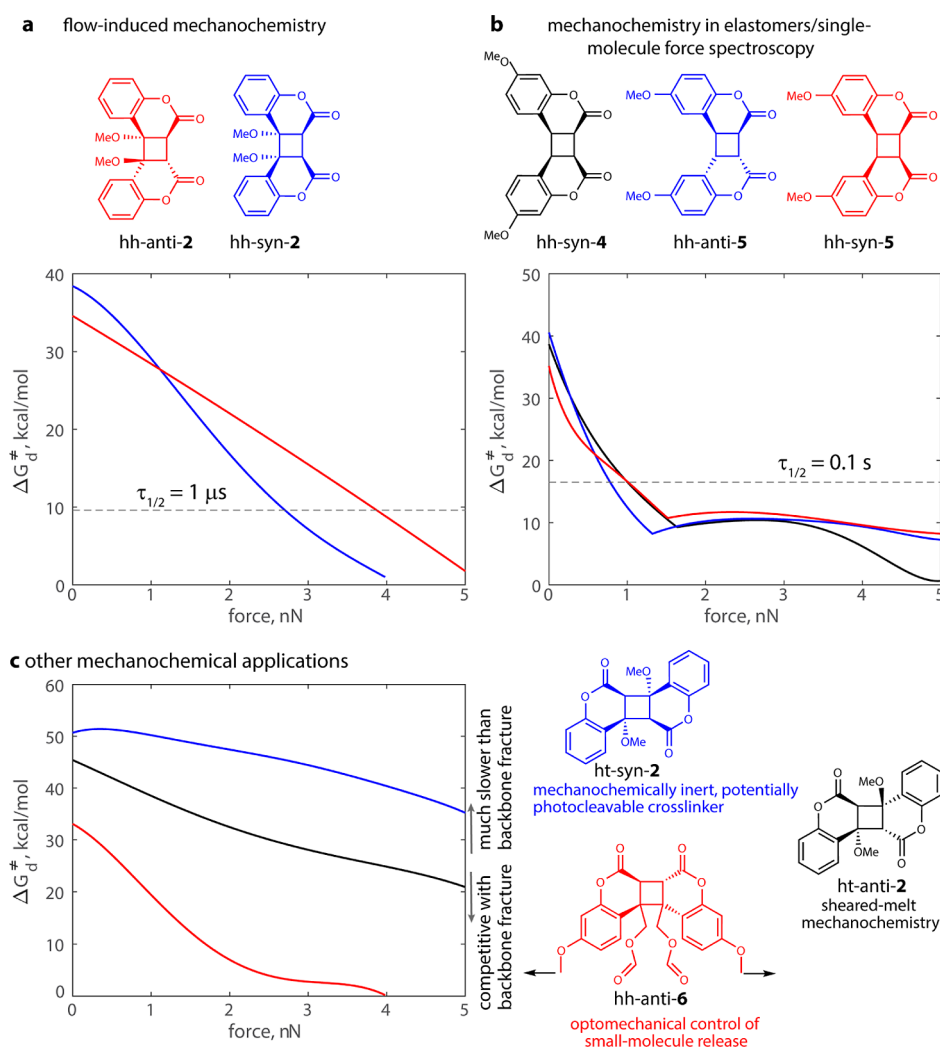 a flow-induced mechanochemistry
b mechanochemistry in elastomers/single-
molecule force spectroscopy
O
O
MeO
MeO
O
O
hh-anti-2
O
O
MeO
MeO
O
O
hh-syn-2
MeO
O
O
O
O
MeO
hh-syn-4
MeO
O
O
O
O
MeO
hh-anti-5
MeO
O
O
O
O
MeO
hh-syn-5
ΔG≠d, kcal/mol
40
30
20
10
0
τ1/2 = 1 μs
0 1 2 3 4 5
force, nN
ΔG≠d, kcal/mol
50
40
30
20
10
0
τ1/2 = 0.1 s
0 1 2 3 4 5
force, nN
c other mechanochemical applications
ΔG≠d, kcal/mol
60
50
40
30
20
10
0
0 1 2 3 4 5
force, nN
much slower than
backbone fracture
competitive with
backbone fracture
O
MeO
O
O
OMe
O
ht-syn-2
mechanochemically inert, potentially
photocleavable crosslinker
O
MeO
O
O
OMe
O
ht-anti-2
sheared-melt
mechanochemistry
O
O
O
O
O
O
O
O
O
O
hh-anti-6
optomechanical control of
small-molecule release